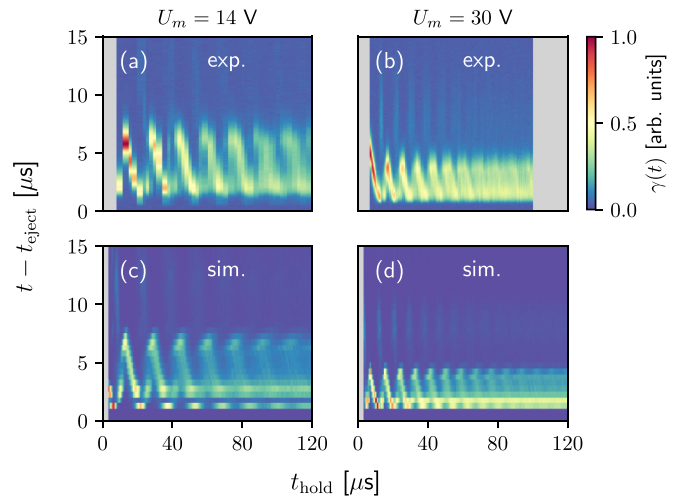 U_m = 14 V
U_m = 30 V
15
10
5
0
(a)
exp.
(b)
exp.
1.0
0.5
0.0
γ(t) [arb. units]
t − t_eject [μs]
15
10
5
0
(c)
sim.
(d)
sim.
0
40
80
120
0
40
80
120
t_hold [μs]